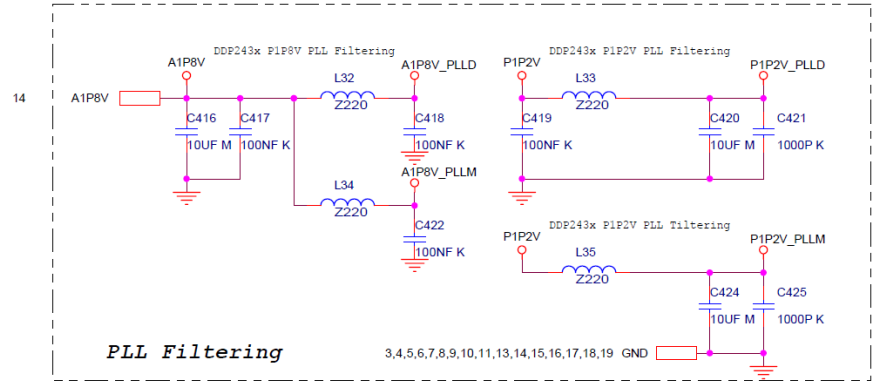 DDP243x P1P8V PLL Filtering
DDP243x P1P2V PLL Filtering
A1P8V
L32
A1P8V_PLLD
P1P2V
L33
P1P2V_PLLD
14
A1P8V
Z220
Z220
C416
C417
C418
C419
C420
C421
10UF M
100NF K
100NF K
100NF K
10UF M
1000P K
L34
A1P8V_PLLM
Z220
C422
100NF K
DDP243x P1P2V PLL Tiltering
P1P2V
L35
P1P2V_PLLM
Z220
C424
C425
10UF M
1000P K
PLL Filtering
3,4,5,6,7,8,9,10,11,13,14,15,16,17,18,19 GND